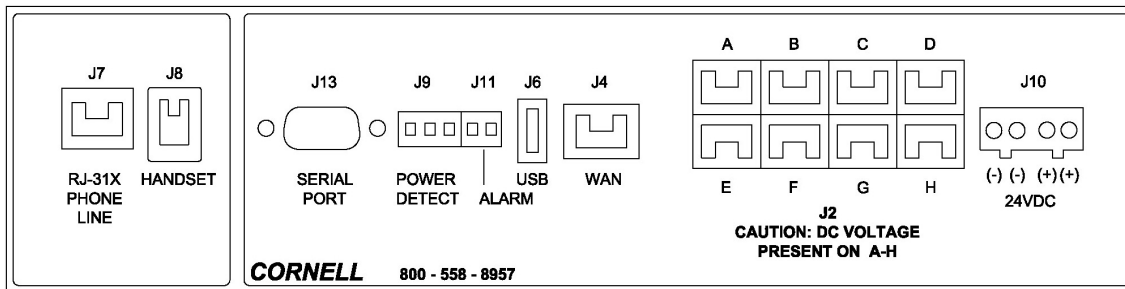 J7
J8
RJ-31X
PHONE
LINE
HANDSET
J13
J9
J11
J6
J4
SERIAL
PORT
POWER
DETECT
ALARM
USB
WAN
A B C D
E F G H
J2
CAUTION: DC VOLTAGE
PRESENT ON A-H
J10
(-) (-) (+) (+)
24VDC
CORNELL 800 - 558 - 8957